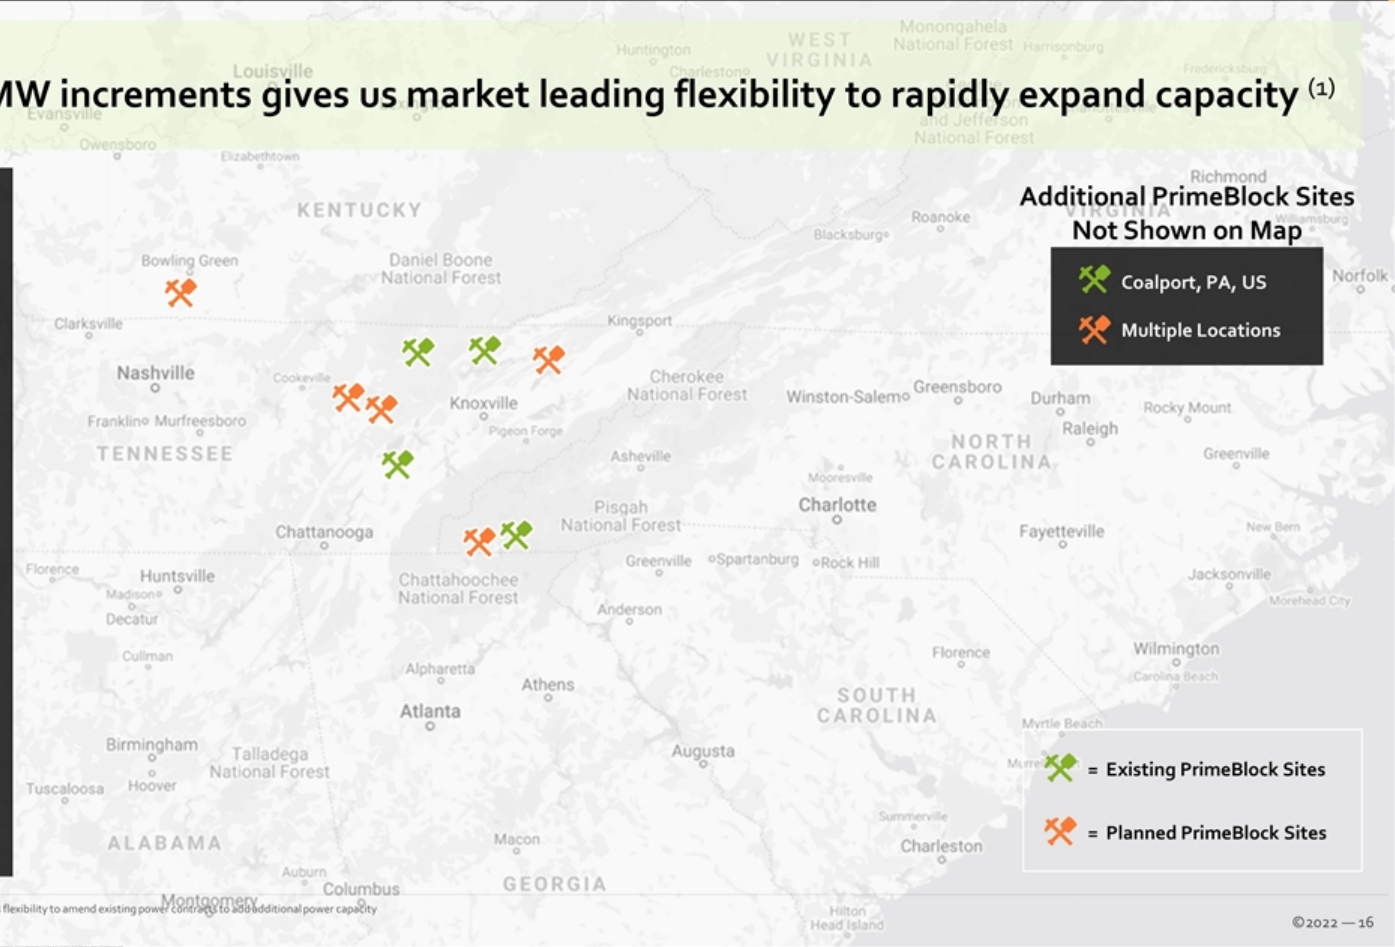 MW increments gives us market leading flexibility to rapidly expand capacity (1)
WEST
VIRGINIA
Monongahela
National Forest
Harrisonburg
Huntington
Charleston
Louisville
Fredericksburg
Evansville
Lexington
and Jefferson
National Forest
Owensboro
Elizabethtown
Richmond
Additional PrimeBlock Sites
VIRGINIA
Williamsburg
Not Shown on Map
KENTUCKY
Roanoke
Blacksburg
Bowling Green
Daniel Boone
National Forest
Coalport, PA, US
Norfolk
Multiple Locations
Clarksville
Kingsport
Nashville
Cookeville
Cherokee
National Forest
Winston-Salem
Greensboro
Durham
Rocky Mount
Knoxville
Franklin
Murfreesboro
Pigeon Forge
Raleigh
TENNESSEE
Asheville
NORTH
CAROLINA
Greenville
Mooresville
Charlotte
Pisgah
National Forest
Chattanooga
Fayetteville
New Bern
Greenville
Spartanburg
Rock Hill
Florence
Huntsville
Chattahoochee
National Forest
Jacksonville
Madison
Morehead City
Decatur
Anderson
Cullman
Florence
Wilmington
Alpharetta
Carolina Beach
Athens
SOUTH
CAROLINA
Atlanta
Myrtle Beach
Birmingham
Talladega
National Forest
Augusta
Murre
= Existing PrimeBlock Sites
Tuscaloosa
Hoover
Summerville
= Planned PrimeBlock Sites
ALABAMA
Macon
Charleston
Auburn
Columbus
GEORGIA
Montgomery
flexibility to amend existing power contracts to add additional power capacity
Hilton
Head Island
©2022 — 16